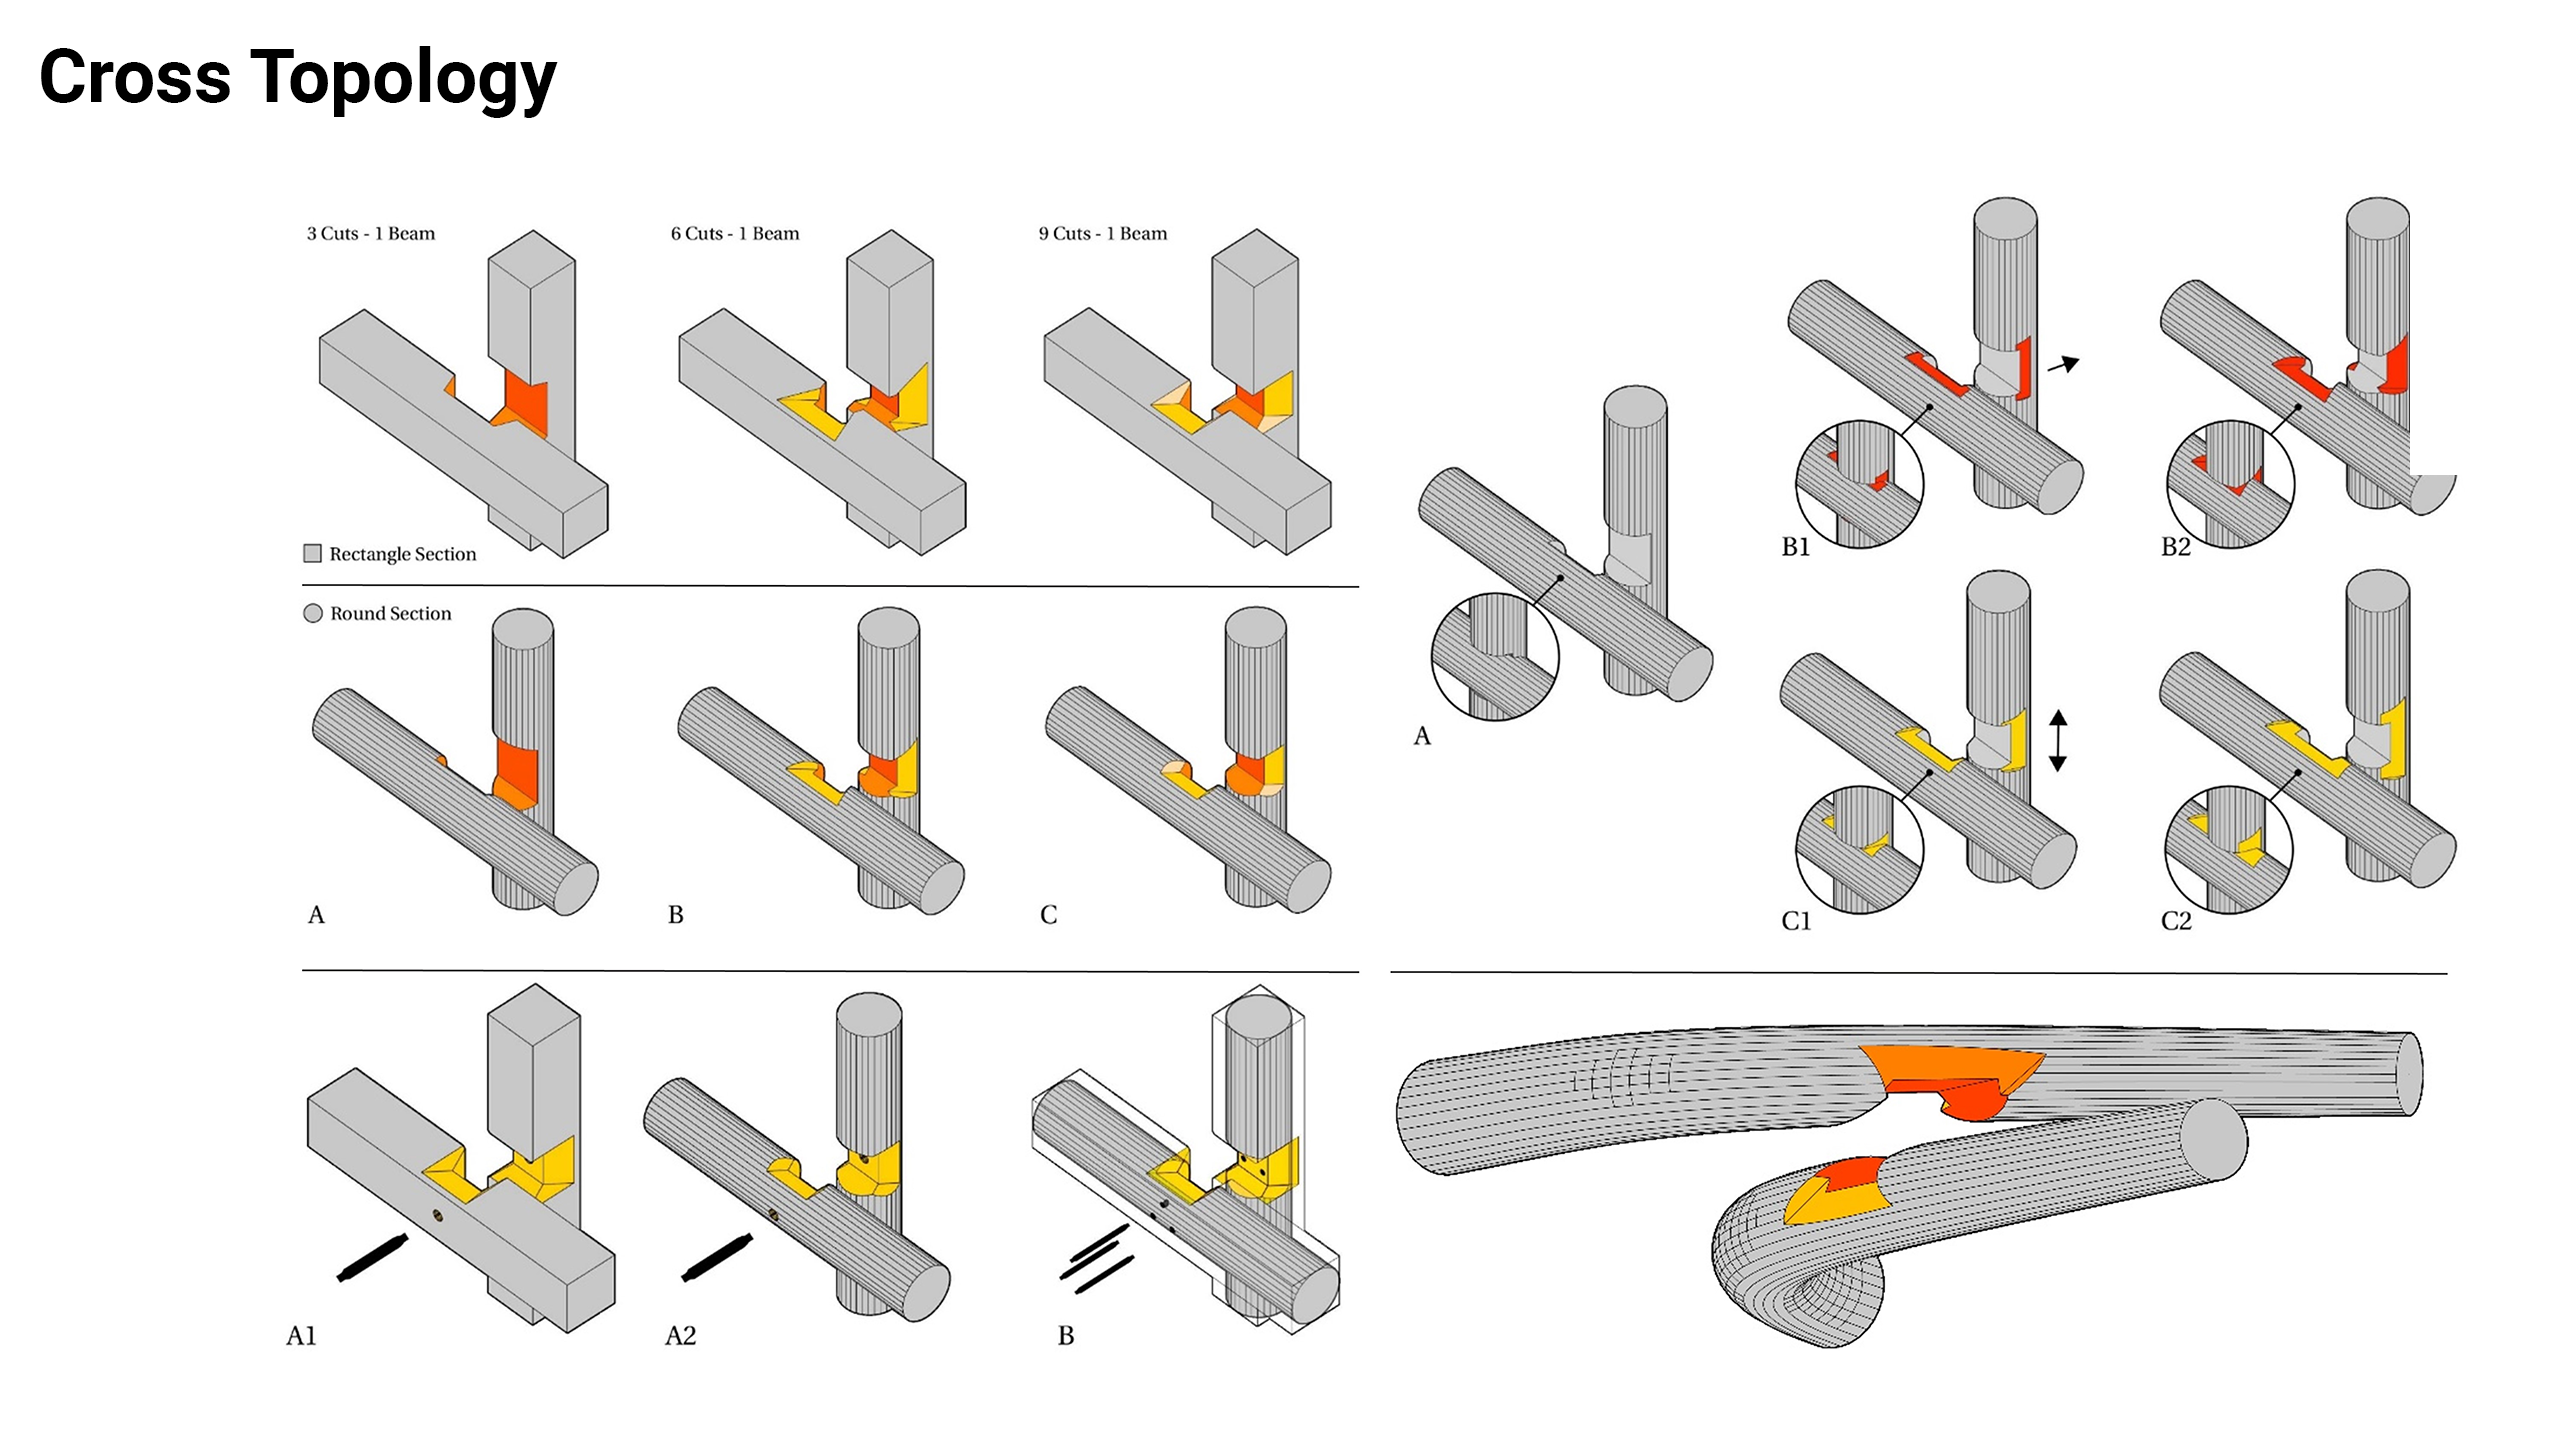 Cross Topology
3 Cuts - 1 Beam
6 Cuts - 1 Beam
9 Cuts - 1 Beam
Rectangle Section
Round Section
A
B
C
A1
A2
B
A
B1
B2
C1
C2